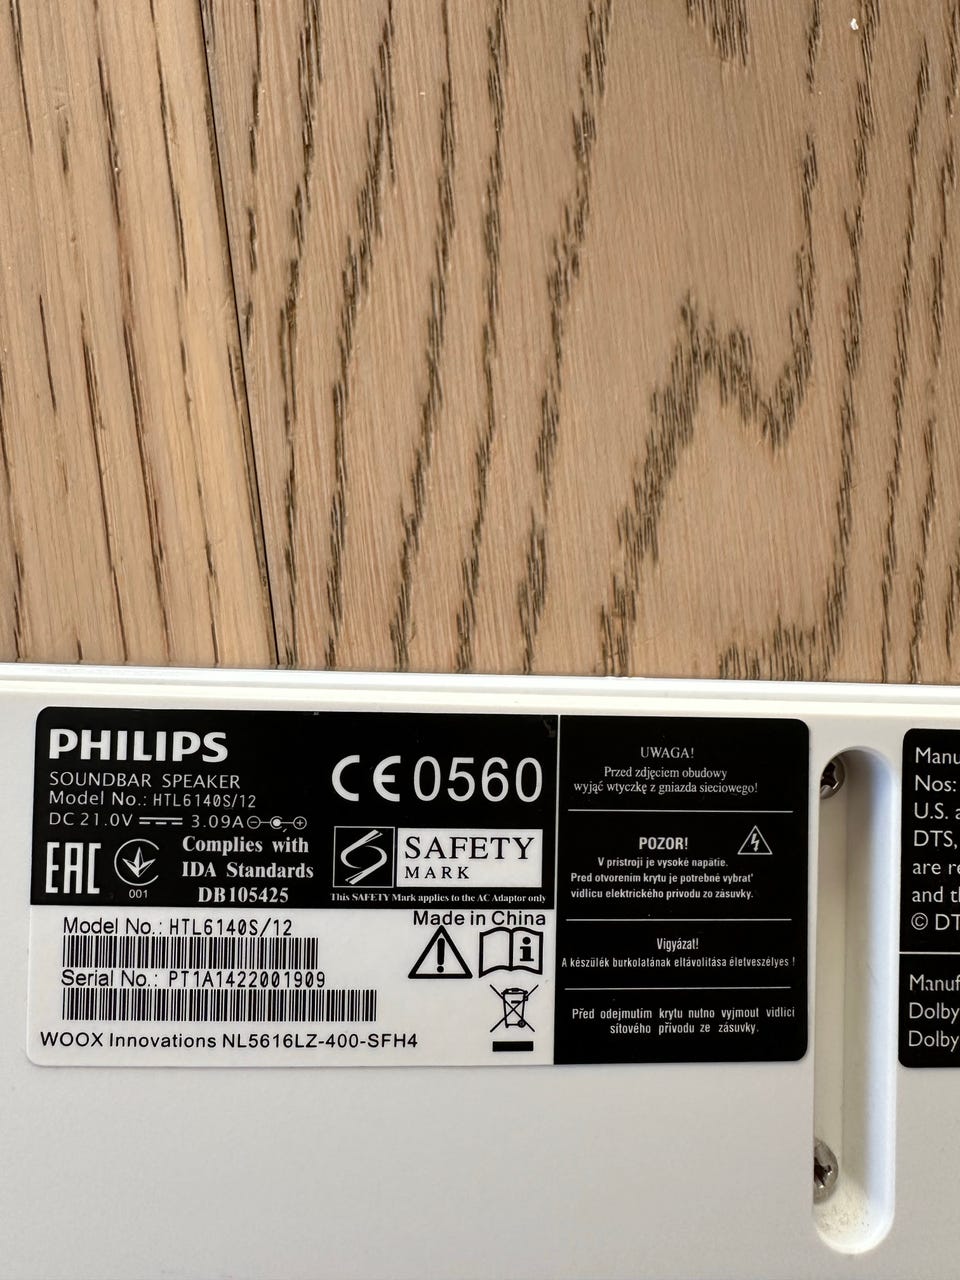 PHILIPS
SOUNDBAR SPEAKER
Model No.: HTL6140S/12
DC 21.0V 3.09A
CE0560
EAC
001
Complies with
IDA Standards
DB105425
SAFETY
MARK
This SAFETY Mark applies to the AC Adaptor only
Model No.: HTL6140S/12
Made in China
Serial No.: PT1A1422001909
WOOX Innovations NL5616LZ-400-SFH4
UWAGA!
Przed zdjęciem obudowy
wyjąć wtyczkę z gniazda sieciowego!
POZOR!
V prístroji je vysoké napätie.
Pred otvorením krytu je potrebné vybrať
vidlicu elektrického prívodu zo zásuvky.
Vigyázat!
A készülék burkolatának eltávolítása életveszélyes !
Před odejmutím krytu nutno vyjmout vidlici
síťového přívodu ze zásuvky.
Manu
Nos:
U.S. a
DTS,
are re
and t
© DT
Manuf
Dolby
Dolby